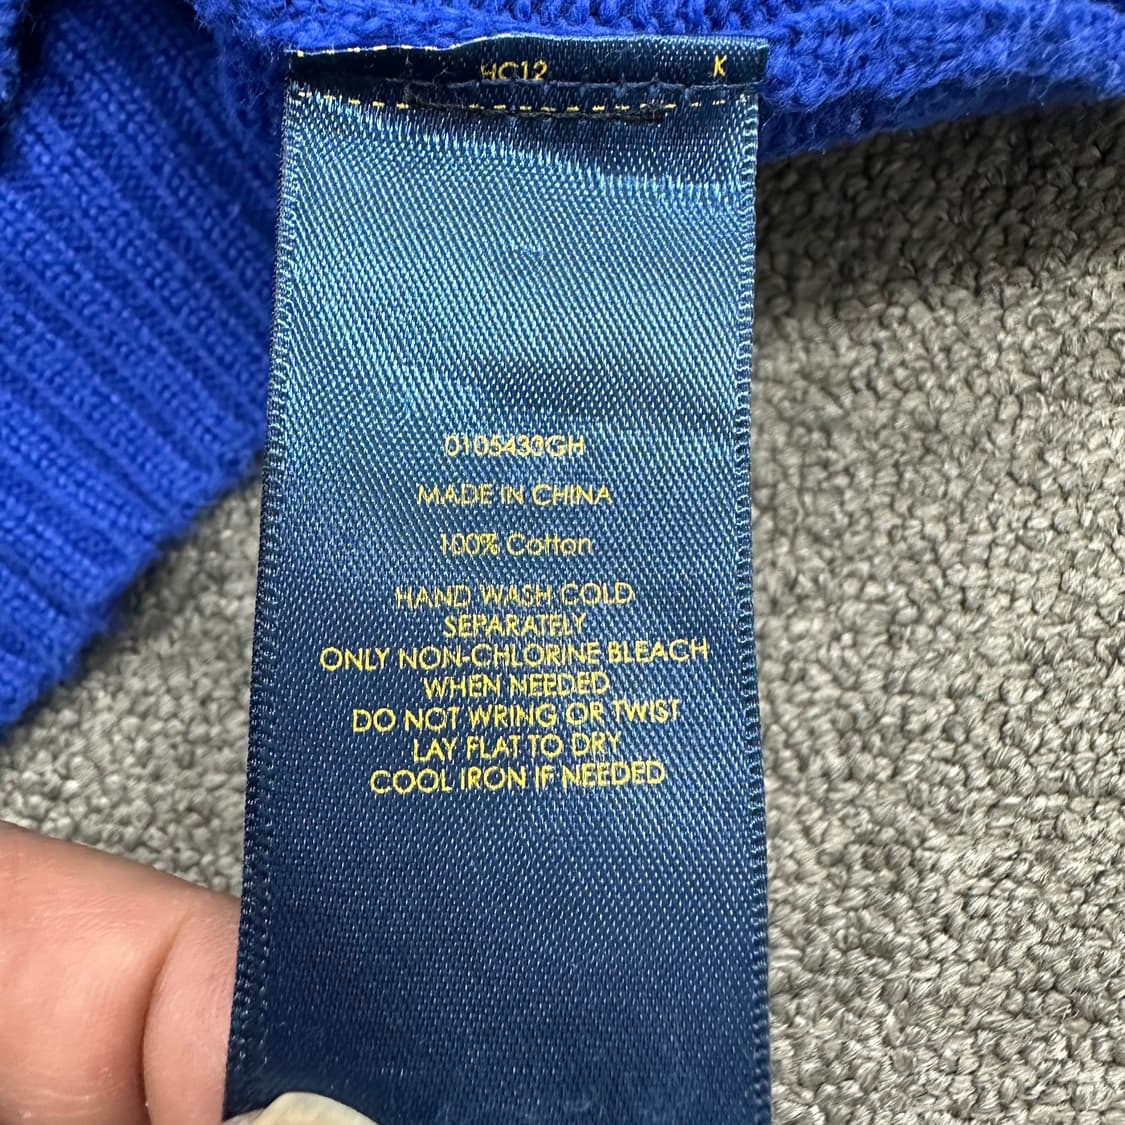 HC12 K
0105433GH
MADE IN CHINA
100% Cotton
HAND WASH COLD
SEPARATELY
ONLY NON-CHLORINE BLEACH
WHEN NEEDED
DO NOT WRING OR TWIST
LAY FLAT TO DRY
COOL IRON IF NEEDED